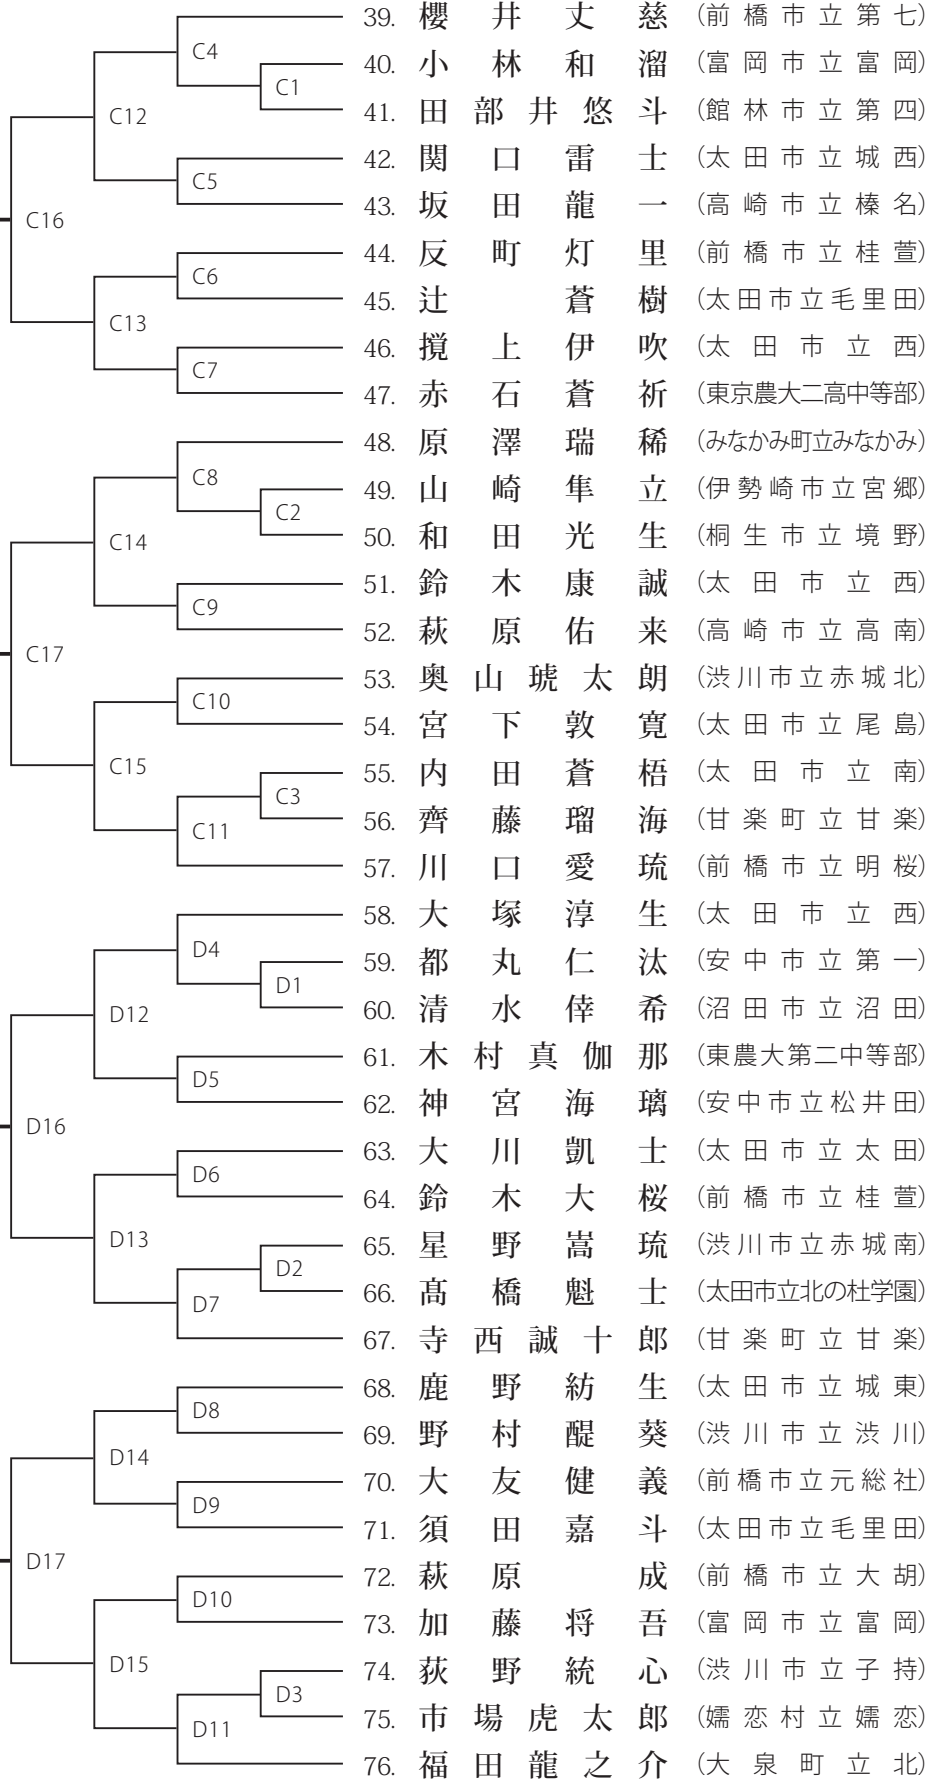 39. 櫻井丈慈 (前橋市立第七)
C4
40. 小林和溜 (富岡市立富岡)
C1
C12
41. 田部井悠斗 (館林市立第四)
42. 関口雷士 (太田市立城西)
C5
43. 坂田龍一 (高崎市立榛名)
C16
44. 反町灯里 (前橋市立桂萱)
C6
45. 辻蒼樹 (太田市立毛里田)
C13
46. 撹上伊吹 (太田市立西)
C7
47. 赤石蒼祈 (東京農大二高中等部)
48. 原澤瑞稀 (みなかみ町立みなかみ)
C8
49. 山崎隼立 (伊勢崎市立宮郷)
C2
50. 和田光生 (桐生市立境野)
C14
51. 鈴木康誠 (太田市立西)
C9
52. 萩原佑来 (高崎市立高南)
C17
53. 奥山琥太朗 (渋川市立赤城北)
C10
54. 宮下敦寛 (太田市立尾島)
C15
55. 内田蒼梧 (太田市立南)
C3
56. 齊藤瑠海 (甘楽町立甘楽)
C11
57. 川口愛琉 (前橋市立明桜)
58. 大塚淳生 (太田市立西)
D4
59. 都丸仁汰 (安中市立第一)
D1
60. 清水倖希 (沼田市立沼田)
D12
61. 木村真伽那 (東農大第二中等部)
D5
62. 神宮海璃 (安中市立松井田)
D16
63. 大川凱士 (太田市立太田)
D6
64. 鈴木大桜 (前橋市立桂萱)
D13
65. 星野嵩琉 (渋川市立赤城南)
D2
66. 髙橋魁士 (太田市立北の杜学園)
D7
67. 寺西誠十郎 (甘楽町立甘楽)
68. 鹿野紡生 (太田市立城東)
D8
69. 野村醍葵 (渋川市立渋川)
D14
70. 大友健義 (前橋市立元総社)
D9
71. 須田嘉斗 (太田市立毛里田)
D17
72. 萩原成 (前橋市立大胡)
D10
73. 加藤将吾 (富岡市立富岡)
D15
74. 荻野統心 (渋川市立子持)
D3
75. 市場虎太郎 (嬬恋村立嬬恋)
D11
76. 福田龍之介 (大泉町立北)